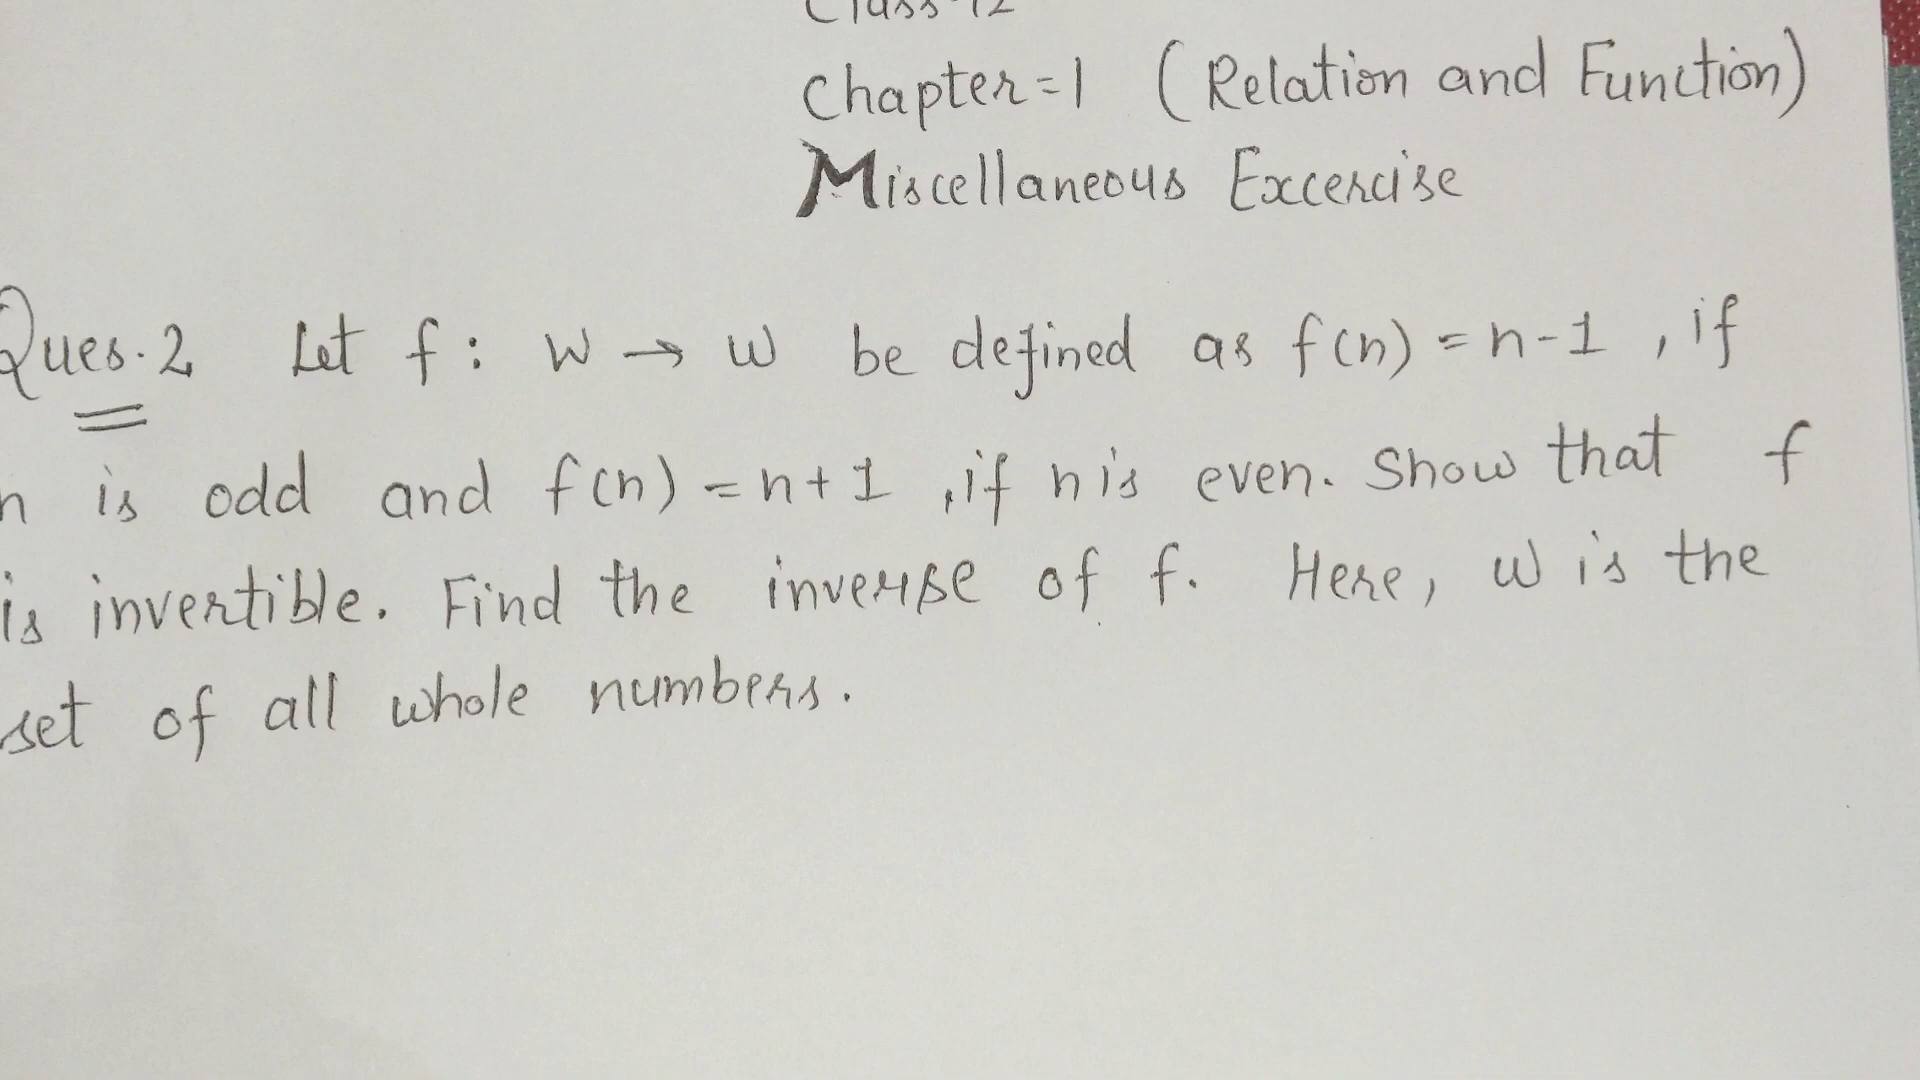 Class-12
Chapter=1 (Relation and Function)
Miscellaneous Excercise
Ques.2 Let f: W → W be defined as f(n) = n-1, if
n is odd and f(n) = n+1, if n is even. Show that f
is invertible. Find the inverse of f. Here, W is the
set of all whole numbers.